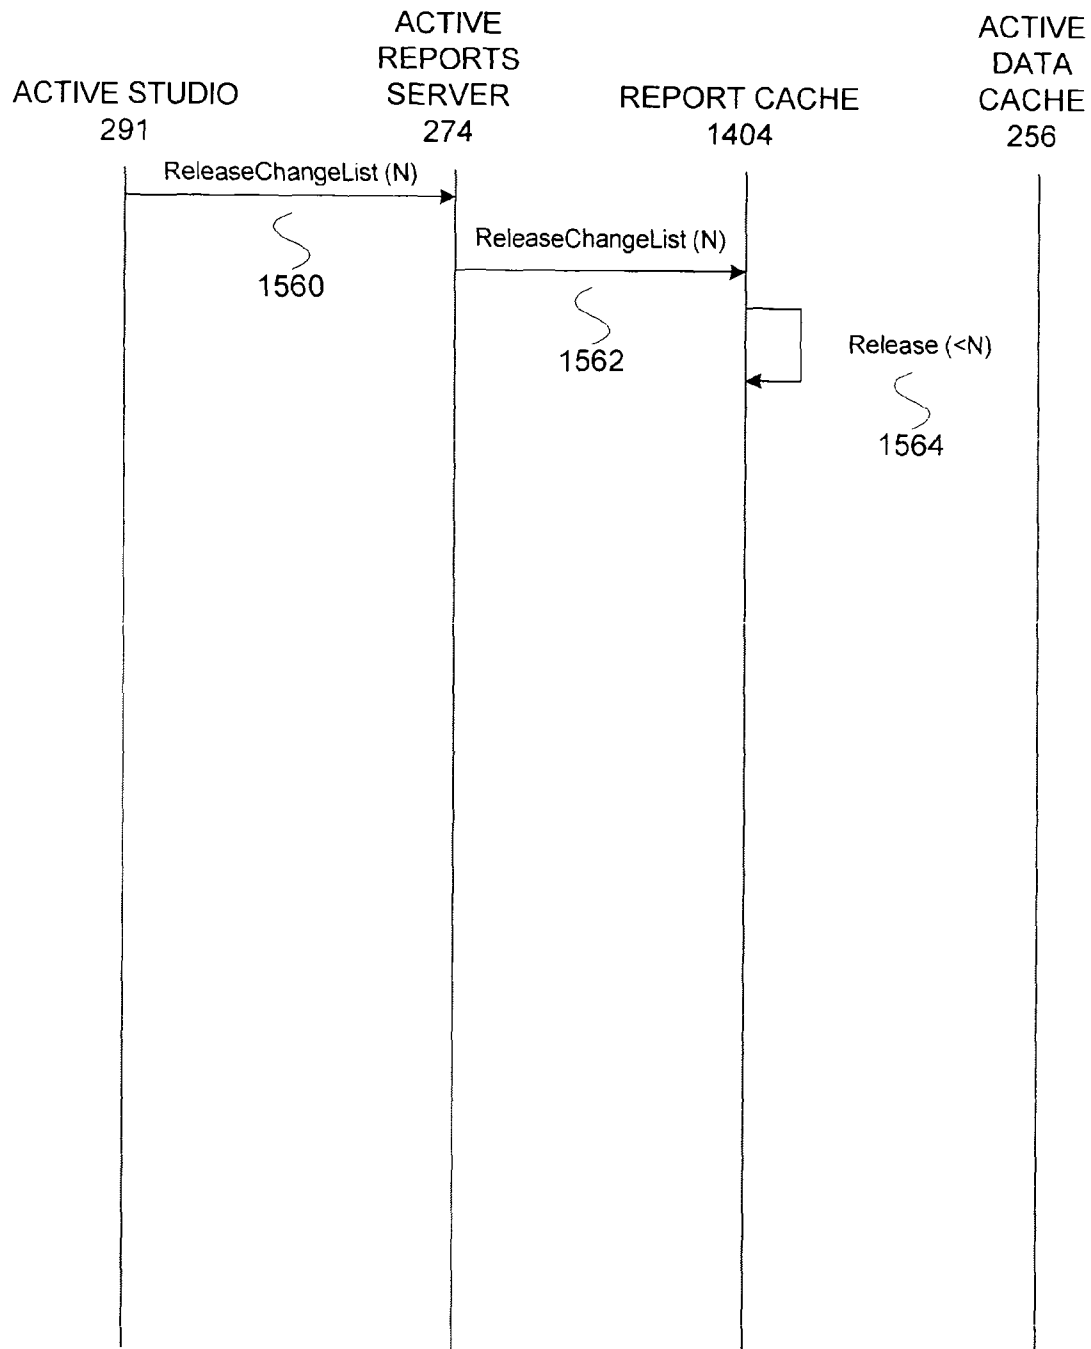 ACTIVE STUDIO
291
ACTIVE
REPORTS
SERVER
274
REPORT CACHE
1404
ACTIVE
DATA
CACHE
256
ReleaseChangeList (N)
1560
ReleaseChangeList (N)
1562
Release (<N)
1564